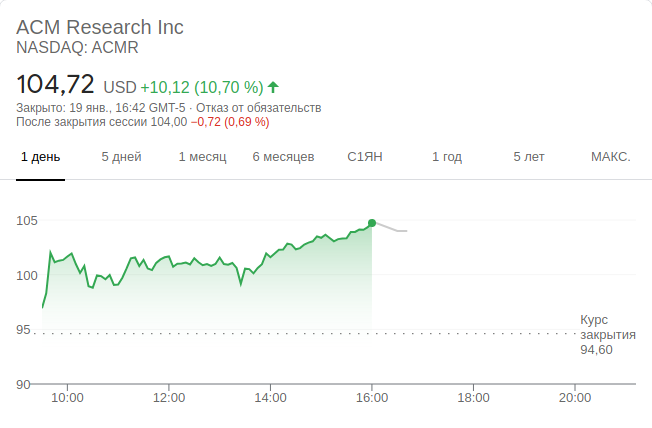 ACM Research Inc
NASDAQ: ACMR
104,72 USD +10,12 (10,70 %)
Закрыто: 19 янв., 16:42 GMT-5 · Отказ от обязательств
После закрытия сессии 104,00 −0,72 (0,69 %)
1 день 5 дней 1 месяц 6 месяцев С1ЯН 1 год 5 лет МАКС.
105
100
95
Курс
закрытия
94,60
90
10:00 12:00 14:00 16:00 18:00 20:00